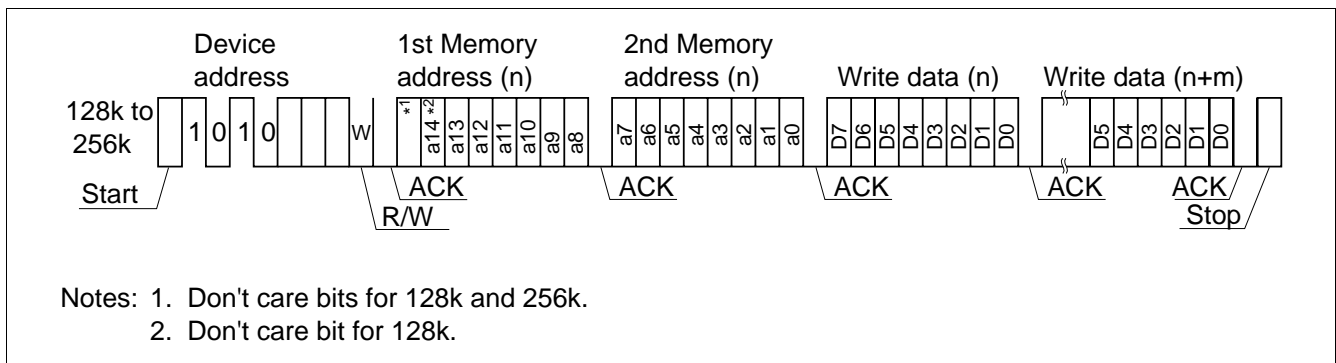 Device address
1st Memory address (n)
2nd Memory address (n)
Write data (n)
Write data (n+m)
128k to 256k
1 0 1 0 W
*1 a14 *2 a13 a12 a11 a10 a9 a8
a7 a6 a5 a4 a3 a2 a1 a0
D7 D6 D5 D4 D3 D2 D1 D0
D5 D4 D3 D2 D1 D0
Start
R/W
ACK
ACK
ACK
ACK
ACK
Stop
Notes: 1. Don't care bits for 128k and 256k.
2. Don't care bit for 128k.